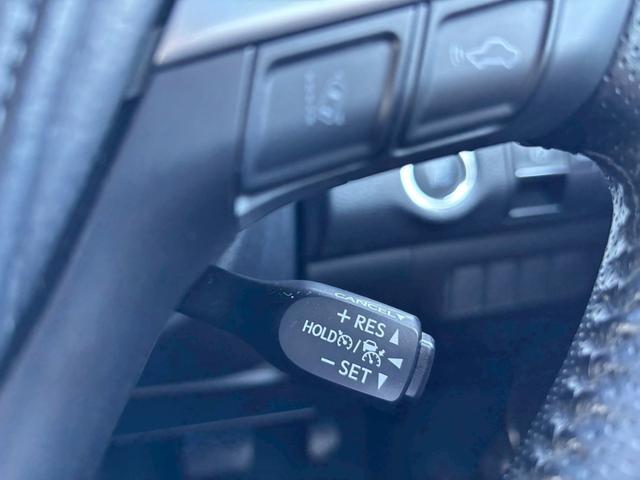 CANCEL
+ RES
HOLD /
− SET